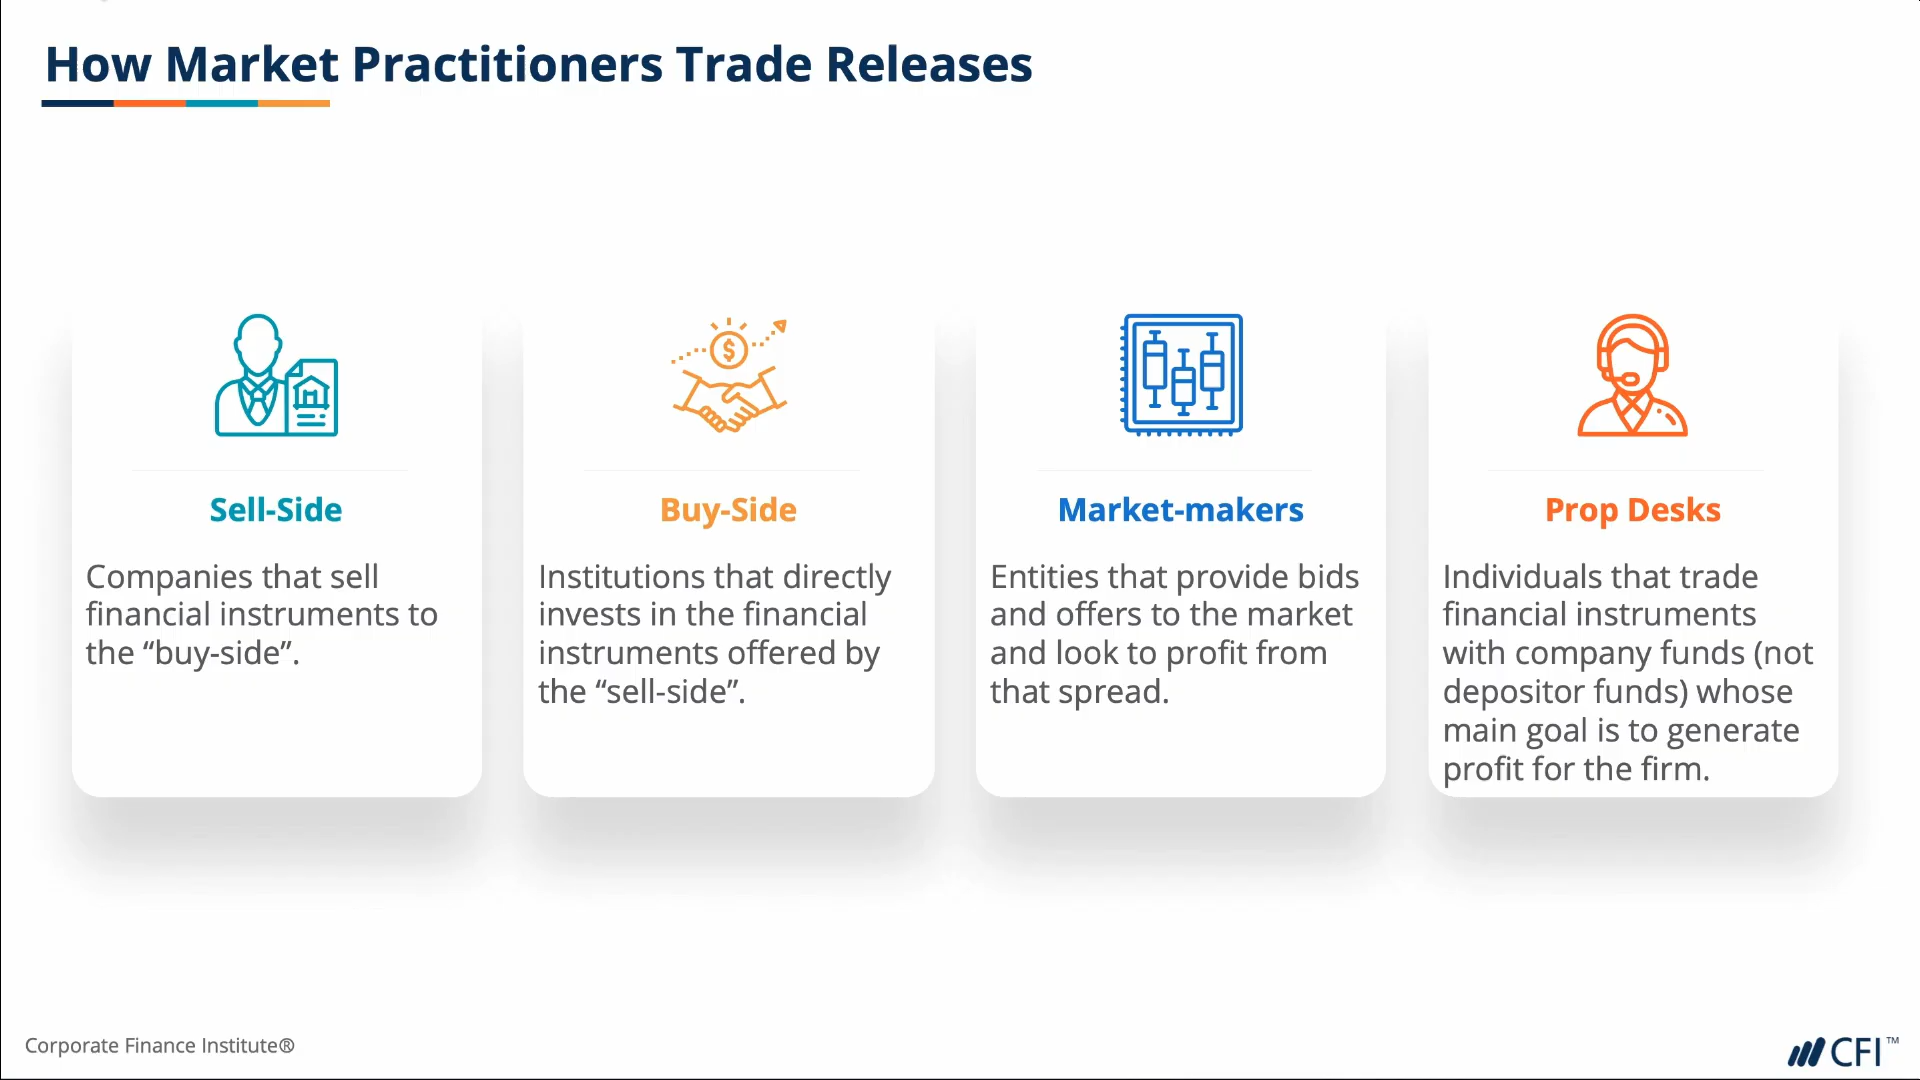 How Market Practitioners Trade Releases
Sell-Side
Companies that sell
financial instruments to
the “buy-side”.
Buy-Side
Institutions that directly
invests in the financial
instruments offered by
the “sell-side”.
Market-makers
Entities that provide bids
and offers to the market
and look to profit from
that spread.
Prop Desks
Individuals that trade
financial instruments
with company funds (not
depositor funds) whose
main goal is to generate
profit for the firm.
Corporate Finance Institute®
CFI™